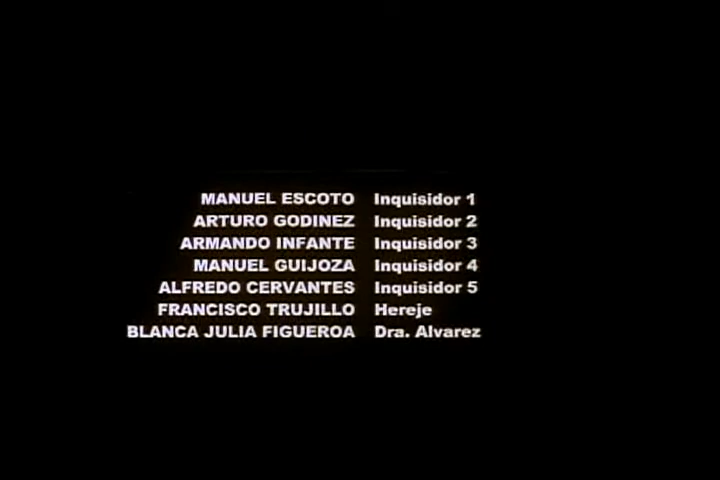 MANUEL ESCOTO Inquisidor 1
ARTURO GODINEZ Inquisidor 2
ARMANDO INFANTE Inquisidor 3
MANUEL GUIJOZA Inquisidor 4
ALFREDO CERVANTES Inquisidor 5
FRANCISCO TRUJILLO Hereje
BLANCA JULIA FIGUEROA Dra. Alvarez